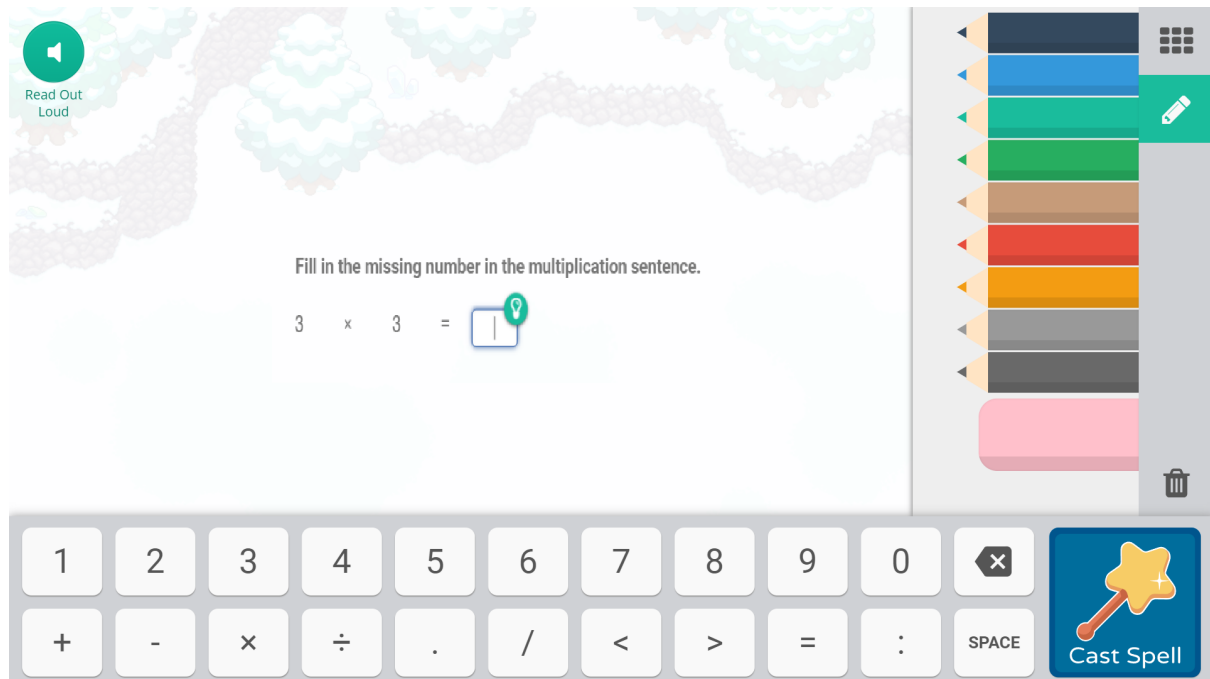 Read Out
Loud
Fill in the missing number in the multiplication sentence.
3 × 3 =
1 2 3 4 5 6 7 8 9 0
+ - × ÷ . / < > = : SPACE
Cast Spell